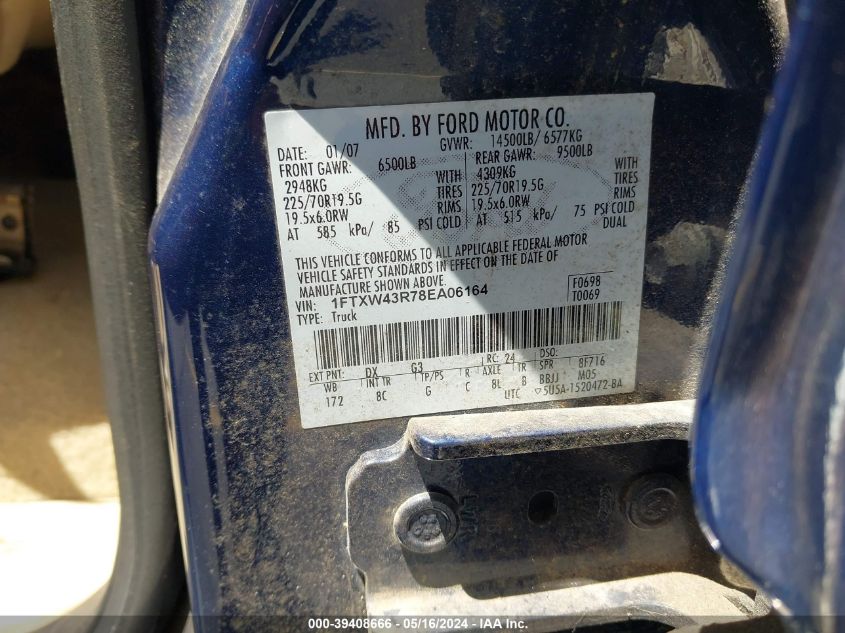 MFD. BY FORD MOTOR CO.
DATE: 01/07 GVWR: 14500LB/ 6577KG
FRONT GAWR: 6500LB REAR GAWR: 9500LB
2948KG WITH 4309KG WITH
225/70R19.5G TIRES 225/70R19.5G TIRES
19.5x6.0RW RIMS 19.5x6.0RW RIMS
AT 585 kPa/ 85 PSI COLD AT 515 kPa/ 75 PSI COLD
DUAL
THIS VEHICLE CONFORMS TO ALL APPLICABLE FEDERAL MOTOR
VEHICLE SAFETY STANDARDS IN EFFECT ON THE DATE OF
MANUFACTURE SHOWN ABOVE.
VIN: 1FTXW43R78EA06164 F0698
TYPE: Truck T0069
EXT PNT: DX G3 RC: 24 DSO:
WB INT TR TP/PS R AXLE TR SPR 8F716
172 8C G C 8L B BBJJ M05
UTC ▽5U5A-1520472-BA
000-39408666 - 05/16/2024 - IAA Inc.